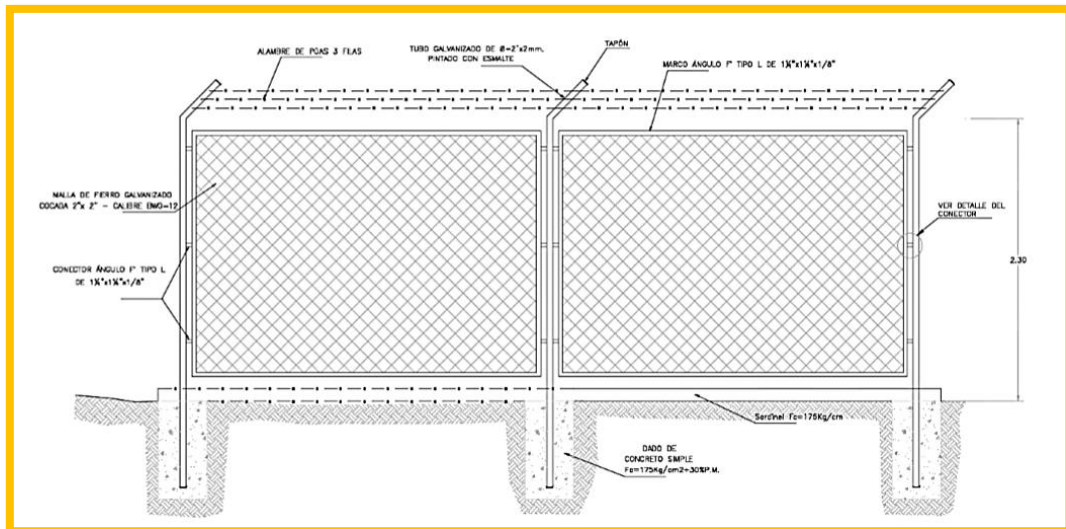 ALAMBRE DE PÚAS 3 FILAS
TUBO GALVANIZADO DE Ø=2"x2mm.
PINTADO CON ESMALTE
TAPÓN
MARCO ÁNGULO Fº TIPO L DE 1¼"x1¼"x1/8"
MALLA DE FIERRO GALVANIZADO
COCADA 2"x 2" - CALIBRE BWG-12
VER DETALLE DEL
CONECTOR
CONECTOR ÁNGULO Fº TIPO L
DE 1¼"x1¼"x1/8"
2.30
Sardinel Fc=175Kg/cm
DADO DE
CONCRETO SIMPLE
Fc=175Kg/cm2+30%P.M.